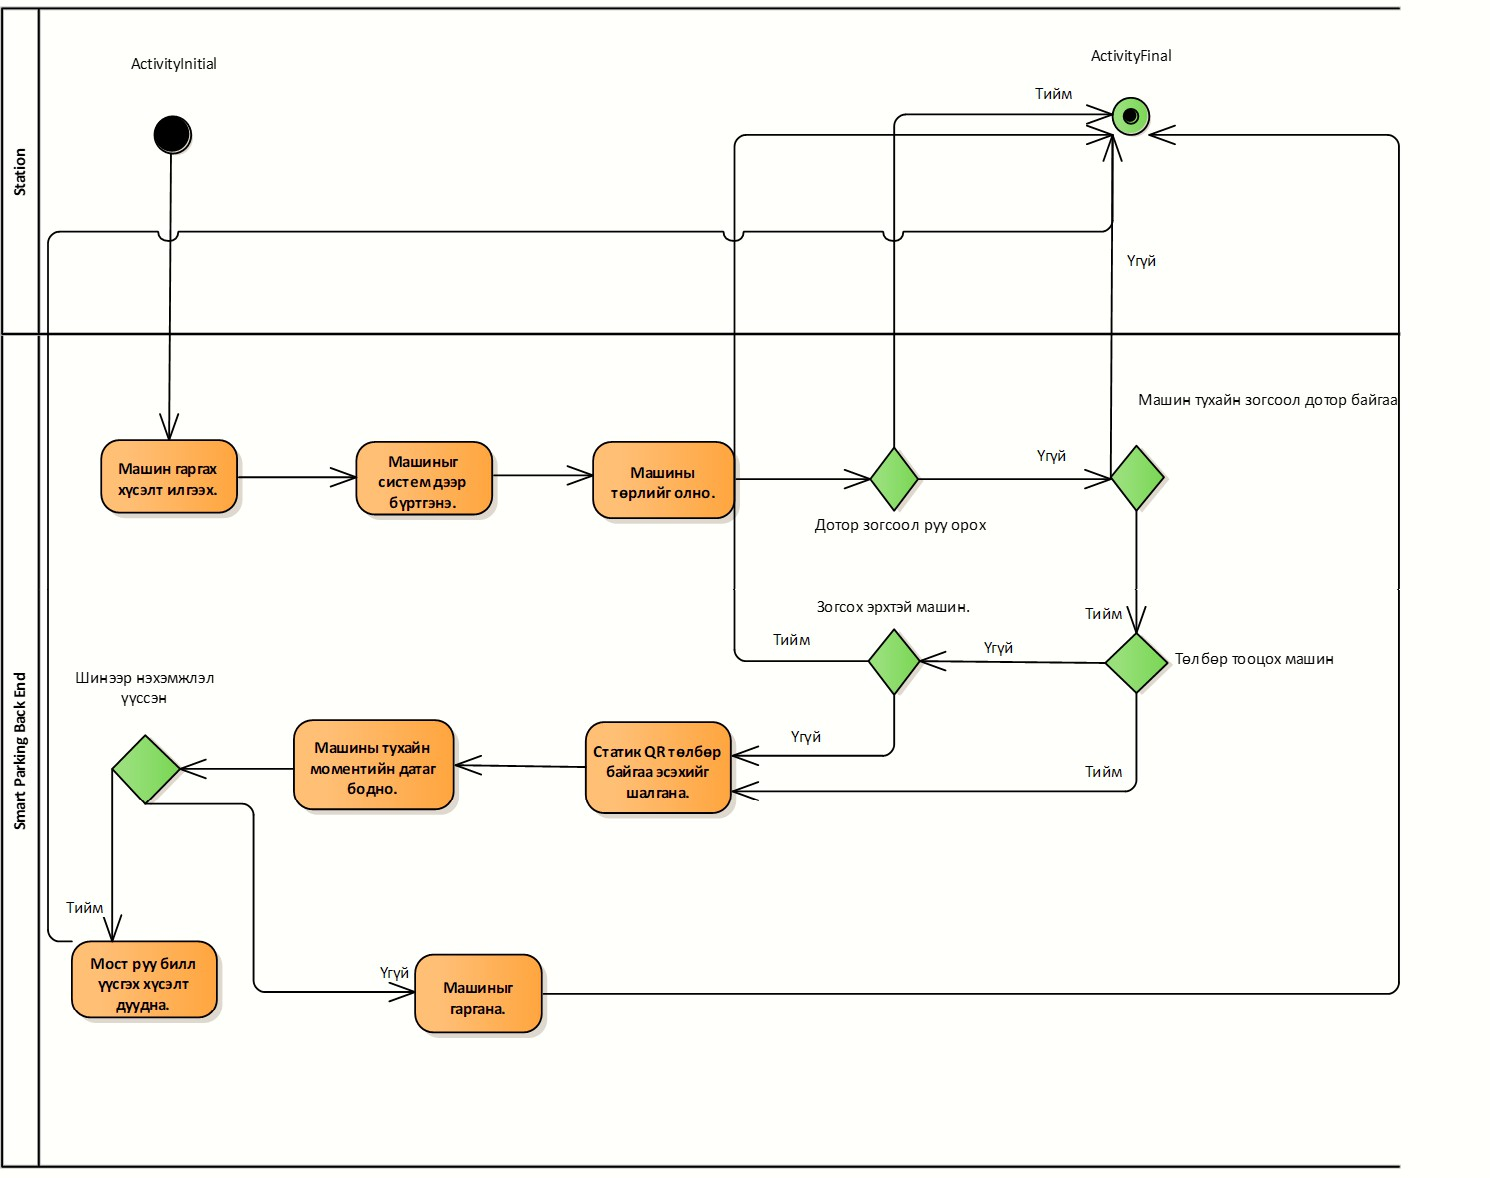 ActivityInitial
ActivityFinal
Тийм
Station
Үгүй
Машин тухайн зогсоол дотор байгаа
Машин гаргах
хүсэлт илгээх.
Машиныг
систем дээр
бүртгэнэ.
Машины
төрлийг олно.
Үгүй
Дотор зогсоол руу орох
Зогсох эрхтэй машин.
Тийм
Тийм
Үгүй
Төлбөр тооцох машин
Smart Parking Back End
Шинээр нэхэмжлэл
үүссэн
Машины тухайн
моментийн датаг
бодно.
Статик QR төлбөр
байгаа эсэхийг
шалгана.
Үгүй
Тийм
Тийм
Мост руу билл
үүсгэх хүсэлт
дуудна.
Үгүй
Машиныг
гаргана.